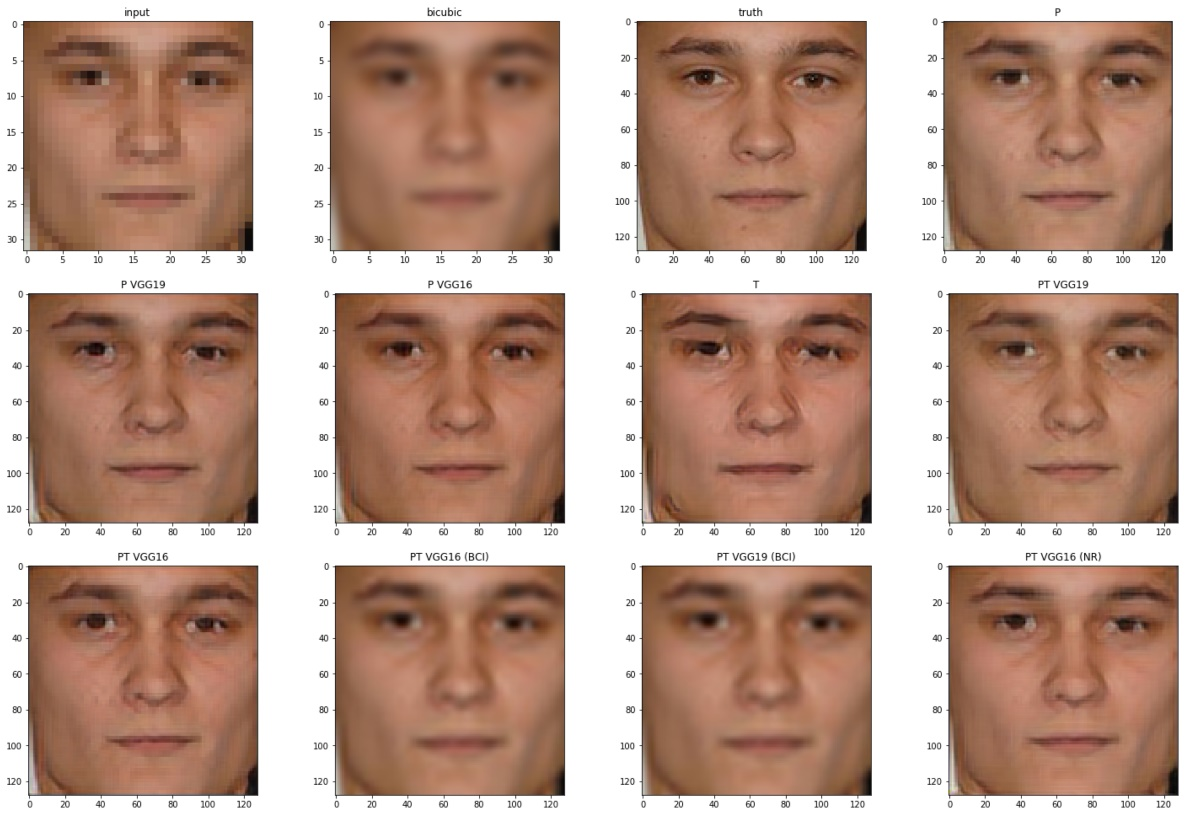 input bicubic truth P
0 0 0 0
5 5 20 20
10 10 40 40
15 15 60 60
20 20 80 80
25 25 100 100
30 30 120 120
0 5 10 15 20 25 30 0 5 10 15 20 25 30 0 20 40 60 80 100 120 0 20 40 60 80 100 120
P VGG19 P VGG16 T PT VGG19
0 0 0 0
20 20 20 20
40 40 40 40
60 60 60 60
80 80 80 80
100 100 100 100
120 120 120 120
0 20 40 60 80 100 120 0 20 40 60 80 100 120 0 20 40 60 80 100 120 0 20 40 60 80 100 120
PT VGG16 PT VGG16 (BCI) PT VGG19 (BCI) PT VGG16 (NR)
0 0 0 0
20 20 20 20
40 40 40 40
60 60 60 60
80 80 80 80
100 100 100 100
120 120 120 120
0 20 40 60 80 100 120 0 20 40 60 80 100 120 0 20 40 60 80 100 120 0 20 40 60 80 100 120